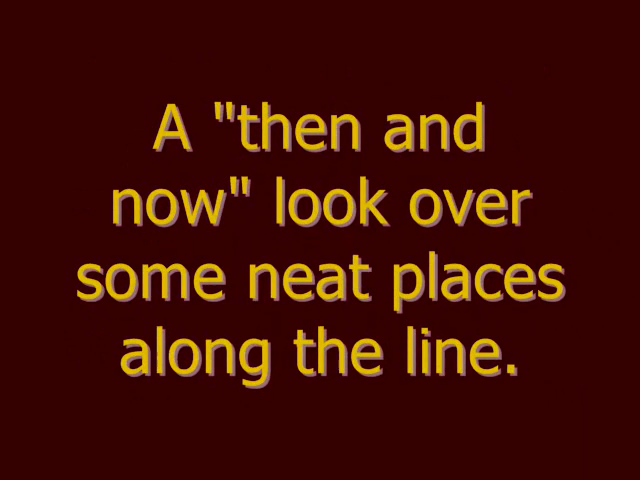 A "then and
now" look over
some neat places
along the line.